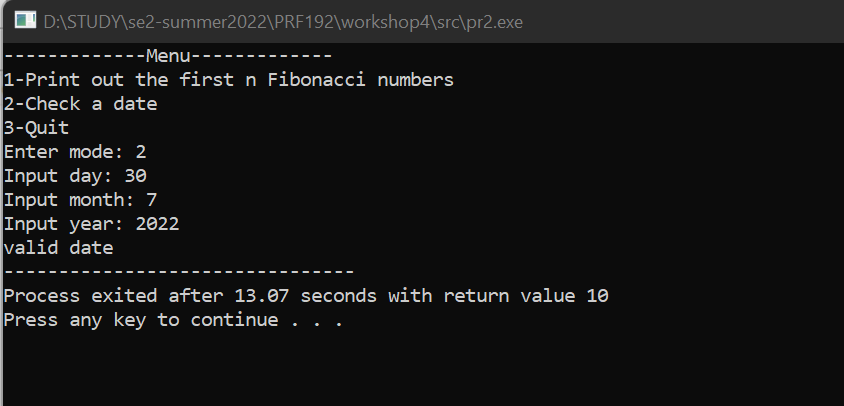 D:\STUDY\se2-summer2022\PRF192\workshop4\src\pr2.exe
-------------Menu-------------
1-Print out the first n Fibonacci numbers
2-Check a date
3-Quit
Enter mode: 2
Input day: 30
Input month: 7
Input year: 2022
valid date
--------------------------------
Process exited after 13.07 seconds with return value 10
Press any key to continue . . .